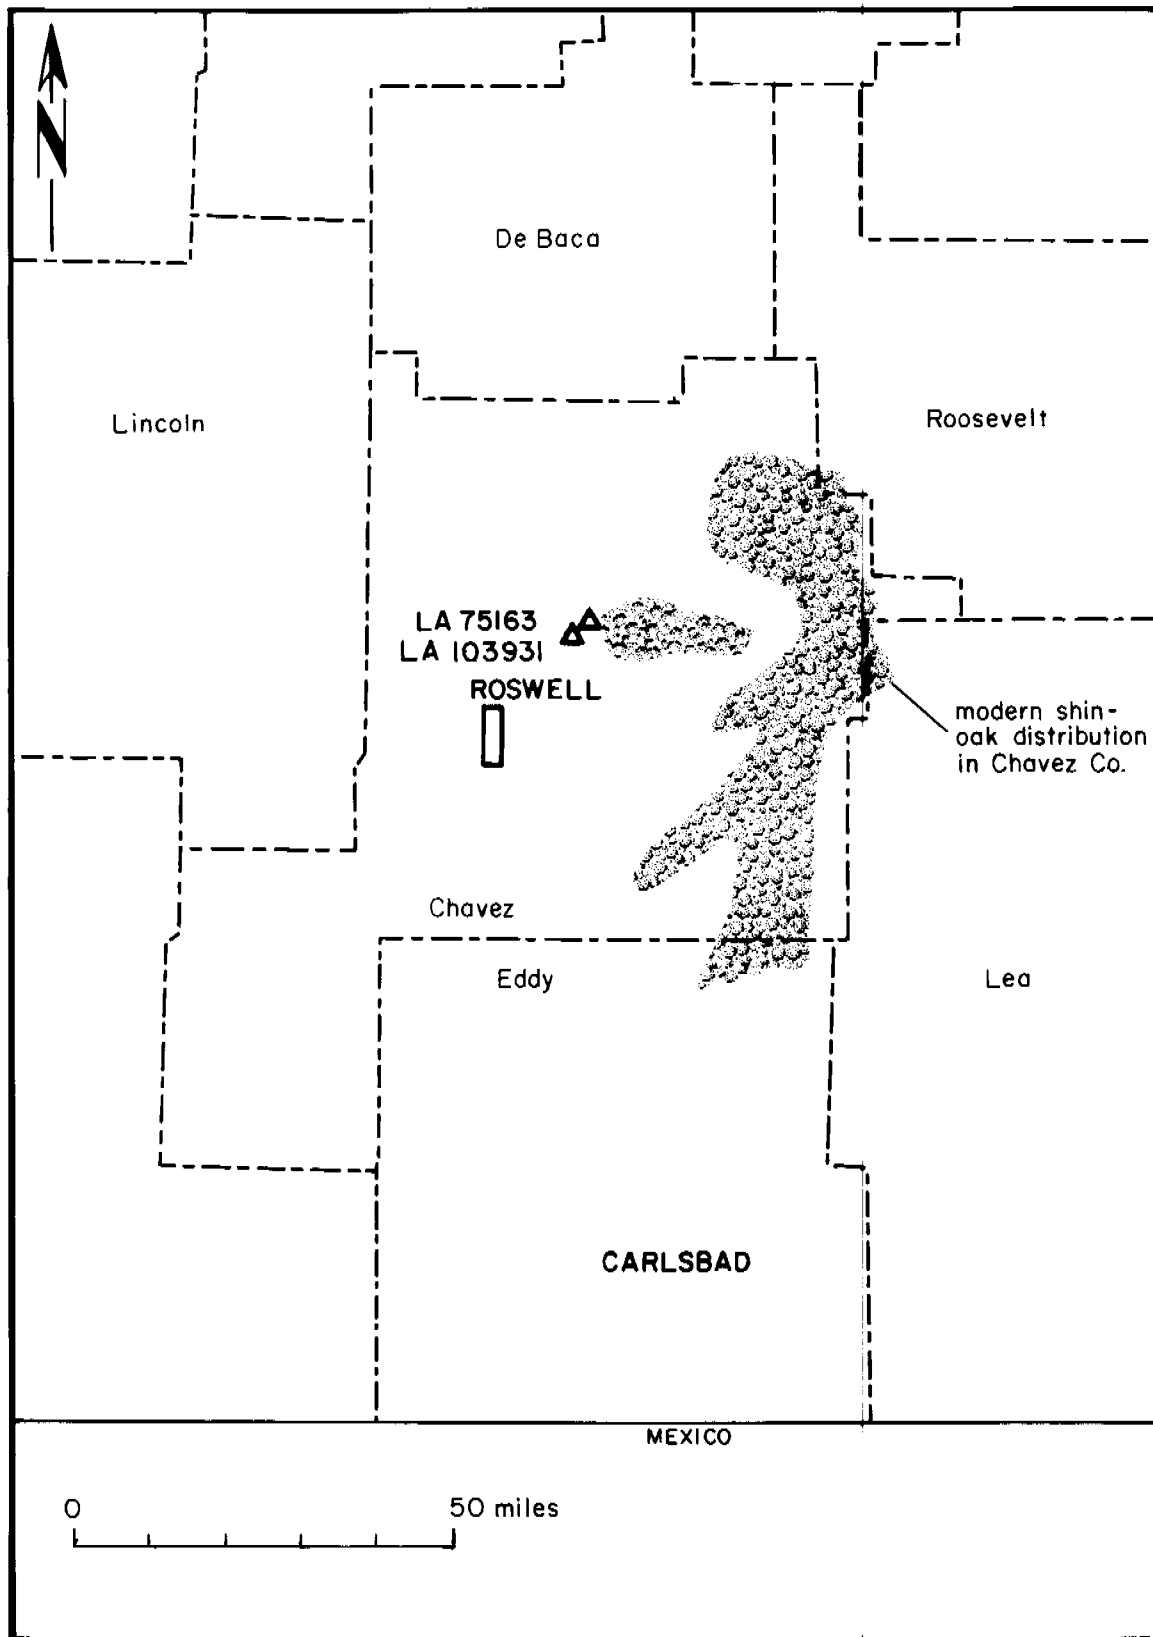 N
De Baca
Lincoln
Roosevelt
LA 75163
LA 103931
ROSWELL
modern shin-
oak distribution
in Chavez Co.
Chavez
Eddy
Lea
CARLSBAD
MEXICO
0
50 miles